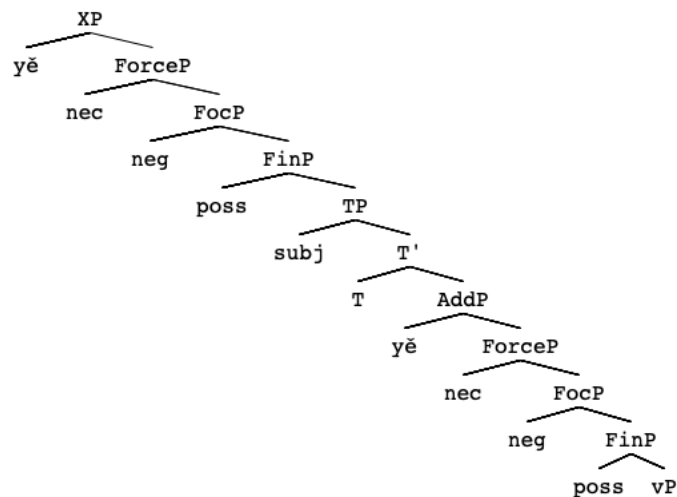 XP
yě ForceP
nec FocP
neg FinP
poss TP
subj T'
T AddP
yě ForceP
nec FocP
neg FinP
poss vP